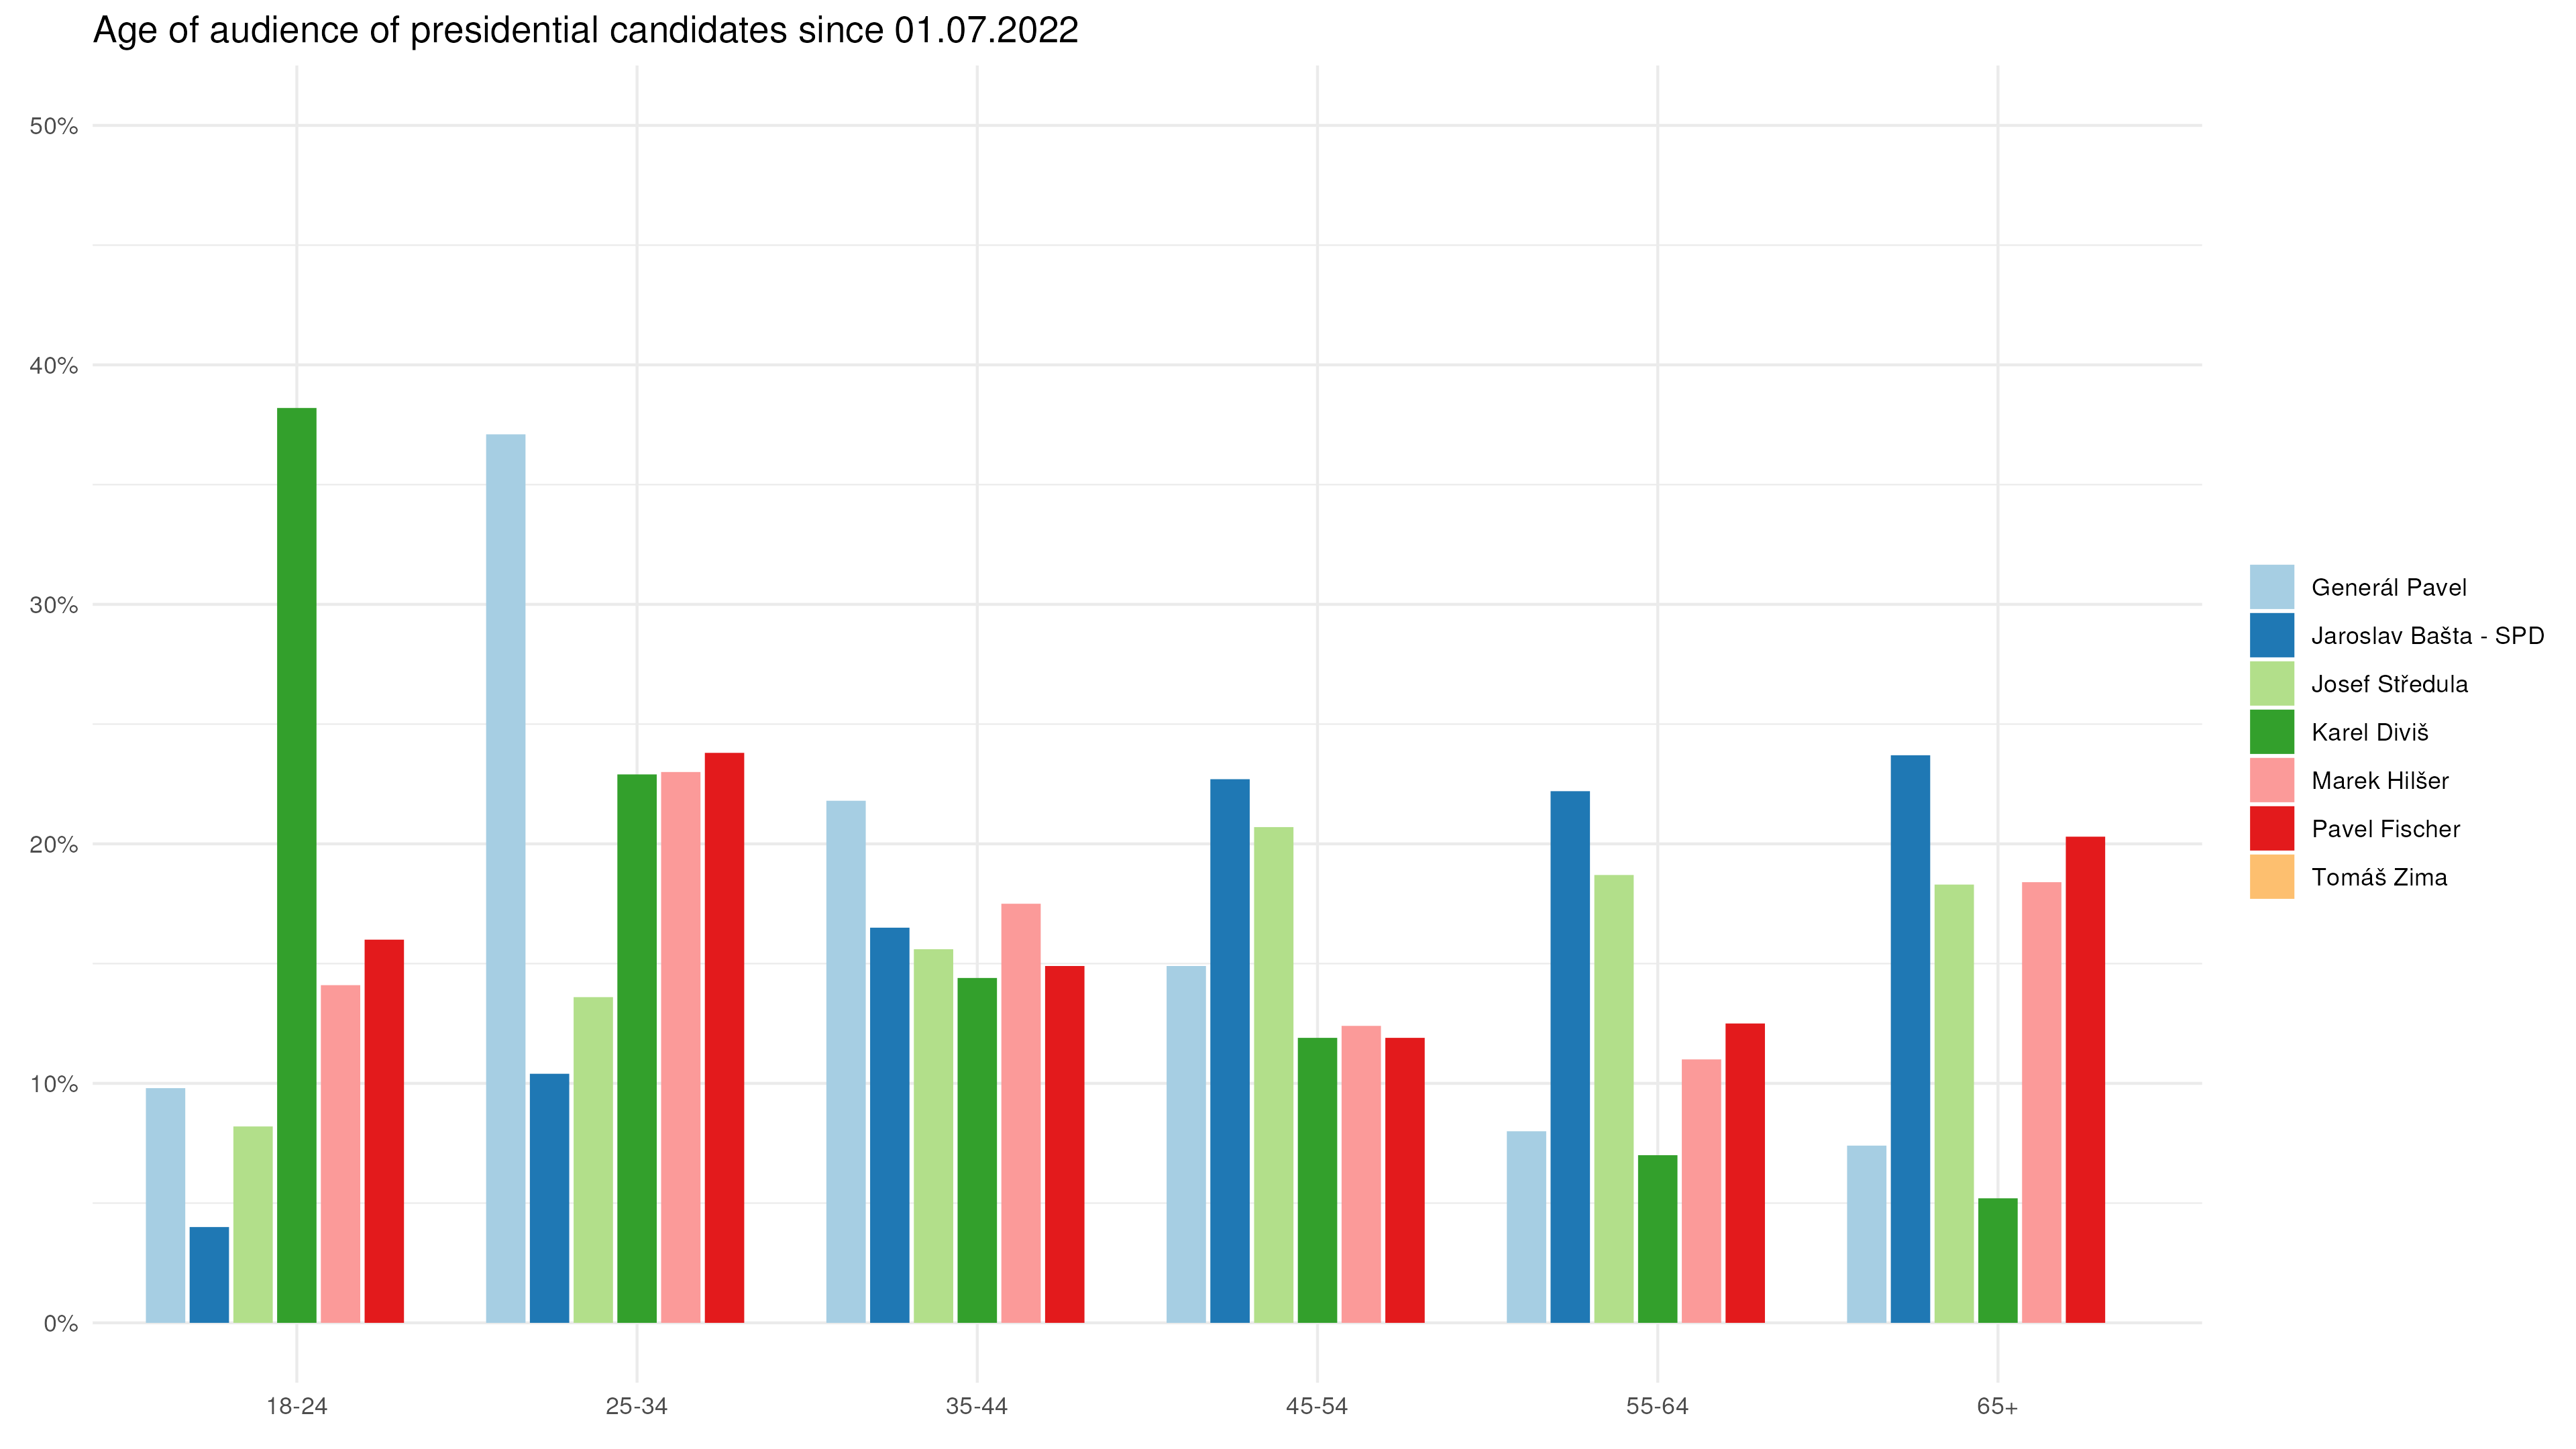 Age of audience of presidential candidates since 01.07.2022
50%
40%
30%
20%
10%
0%
18-24
25-34
35-44
45-54
55-64
65+
Generál Pavel
Jaroslav Bašta - SPD
Josef Středula
Karel Diviš
Marek Hilšer
Pavel Fischer
Tomáš Zima